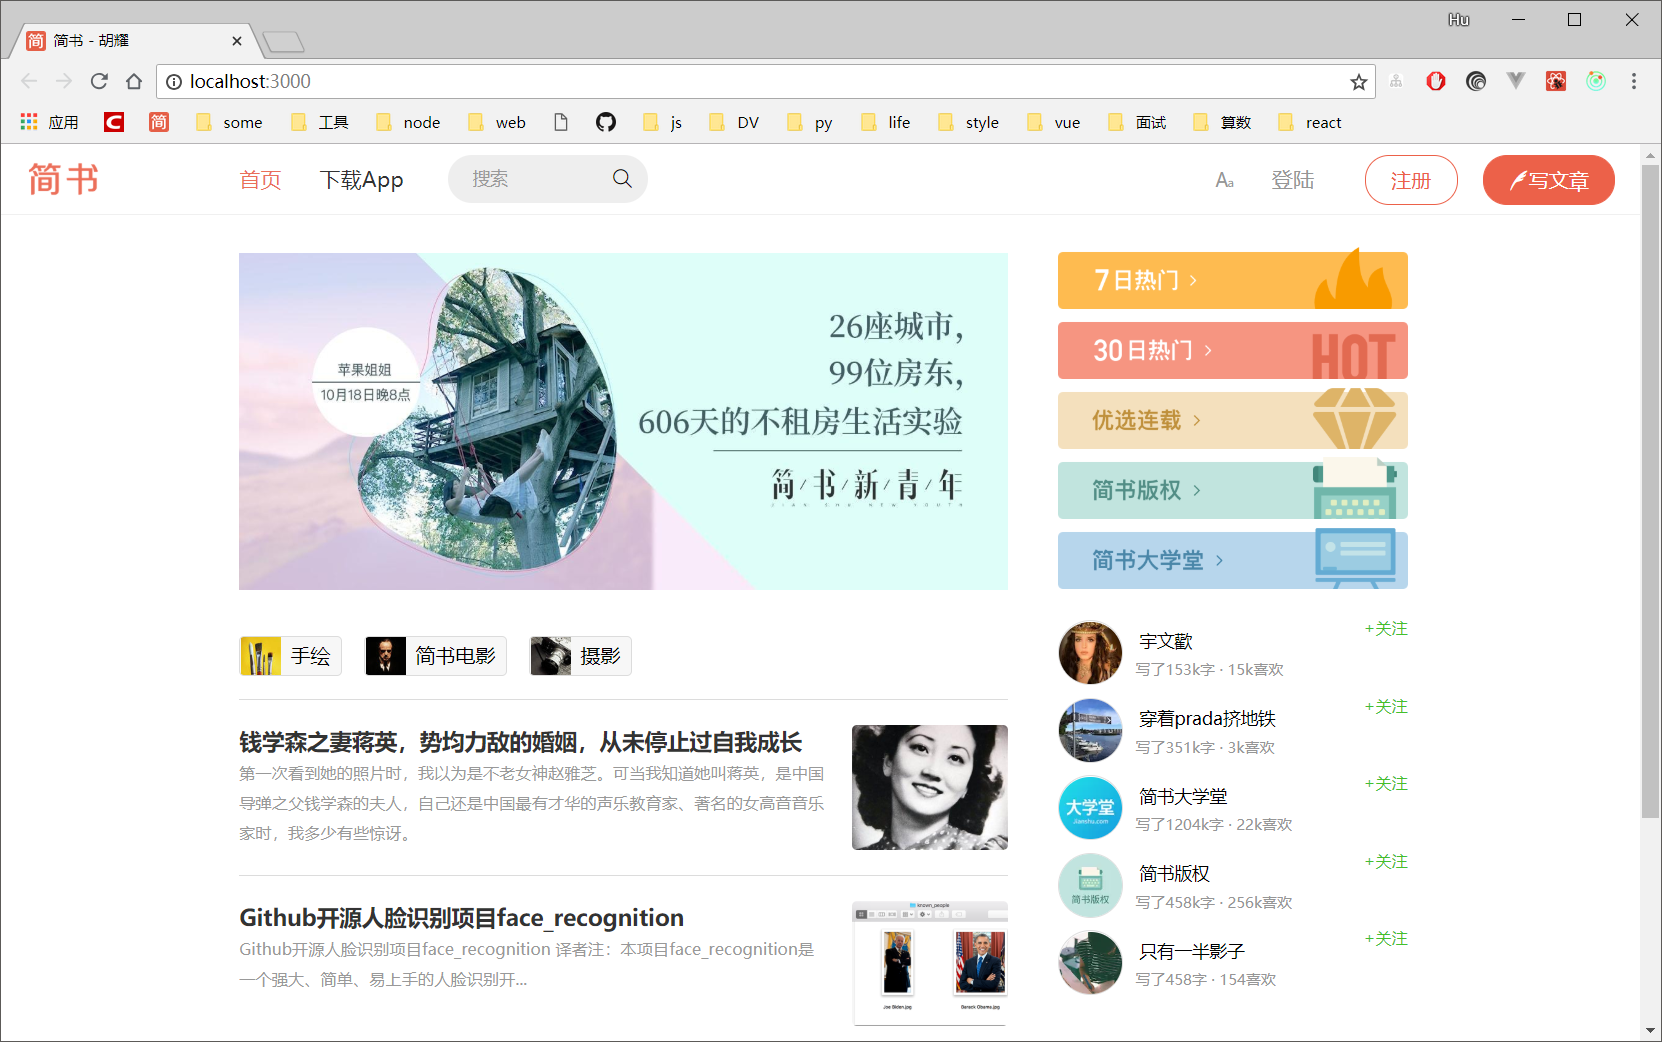 Hu
简 简书 - 胡耀
localhost:3000
应用 C 简 some 工具 node web js DV py life style vue 面试 算数 react
简书 首页 下载App 搜索 Aa 登陆 注册 写文章
苹果姐姐
10月18日晚8点
26座城市,
99位房东,
606天的不租房生活实验
简/书/新/青/年
JIAN SHU NEW YOUTH
7日热门 >
30日热门 >
HOT
优选连载 >
简书版权 >
简书大学堂 >
手绘 简书电影 摄影
钱学森之妻蒋英，势均力敌的婚姻，从未停止过自我成长
第一次看到她的照片时，我以为是不老女神赵雅芝。可当我知道她叫蒋英，是中国
导弹之父钱学森的夫人，自己还是中国最有才华的声乐教育家、著名的女高音音乐
家时，我多少有些惊讶。
Github开源人脸识别项目face_recognition
Github开源人脸识别项目face_recognition 译者注：本项目face_recognition是
一个强大、简单、易上手的人脸识别开...
known_people
Joe Biden.jpg Barack Obama.jpg
宇文歡 +关注
写了153k字 · 15k喜欢
穿着prada挤地铁 +关注
写了351k字 · 3k喜欢
大学堂
Jianshu.com
简书大学堂 +关注
写了1204k字 · 22k喜欢
简书版权
简书版权 +关注
写了458k字 · 256k喜欢
只有一半影子 +关注
写了458字 · 154喜欢